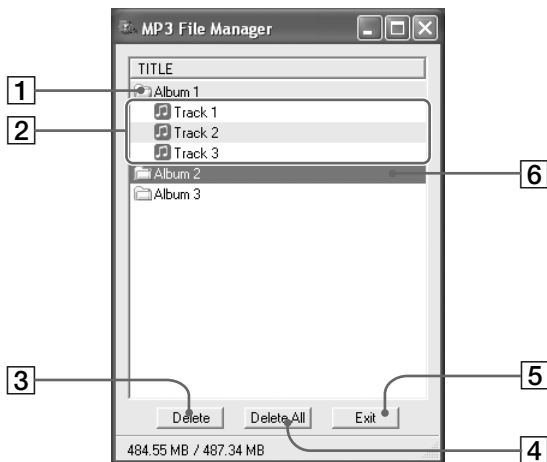 MP3 File Manager
TITLE
1
Album 1
2
Track 1
Track 2
Track 3
Album 2
6
Album 3
3
5
Delete
Delete All
Exit
484.55 MB / 487.34 MB
4